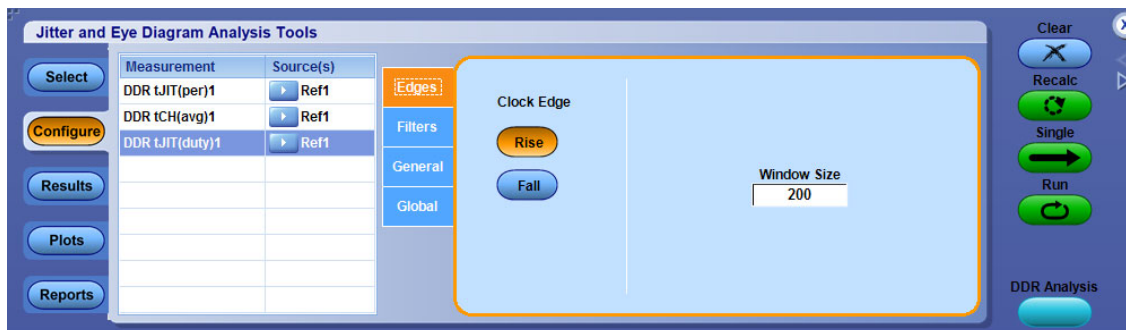 Jitter and Eye Diagram Analysis Tools
Select
Configure
Results
Plots
Reports
Measurement Source(s)
DDR tJIT(per)1 Ref1
DDR tCH(avg)1 Ref1
DDR tJIT(duty)1 Ref1
Edges
Filters
General
Global
Clock Edge
Rise
Fall
Window Size
200
Clear
Recalc
Single
Run
DDR Analysis